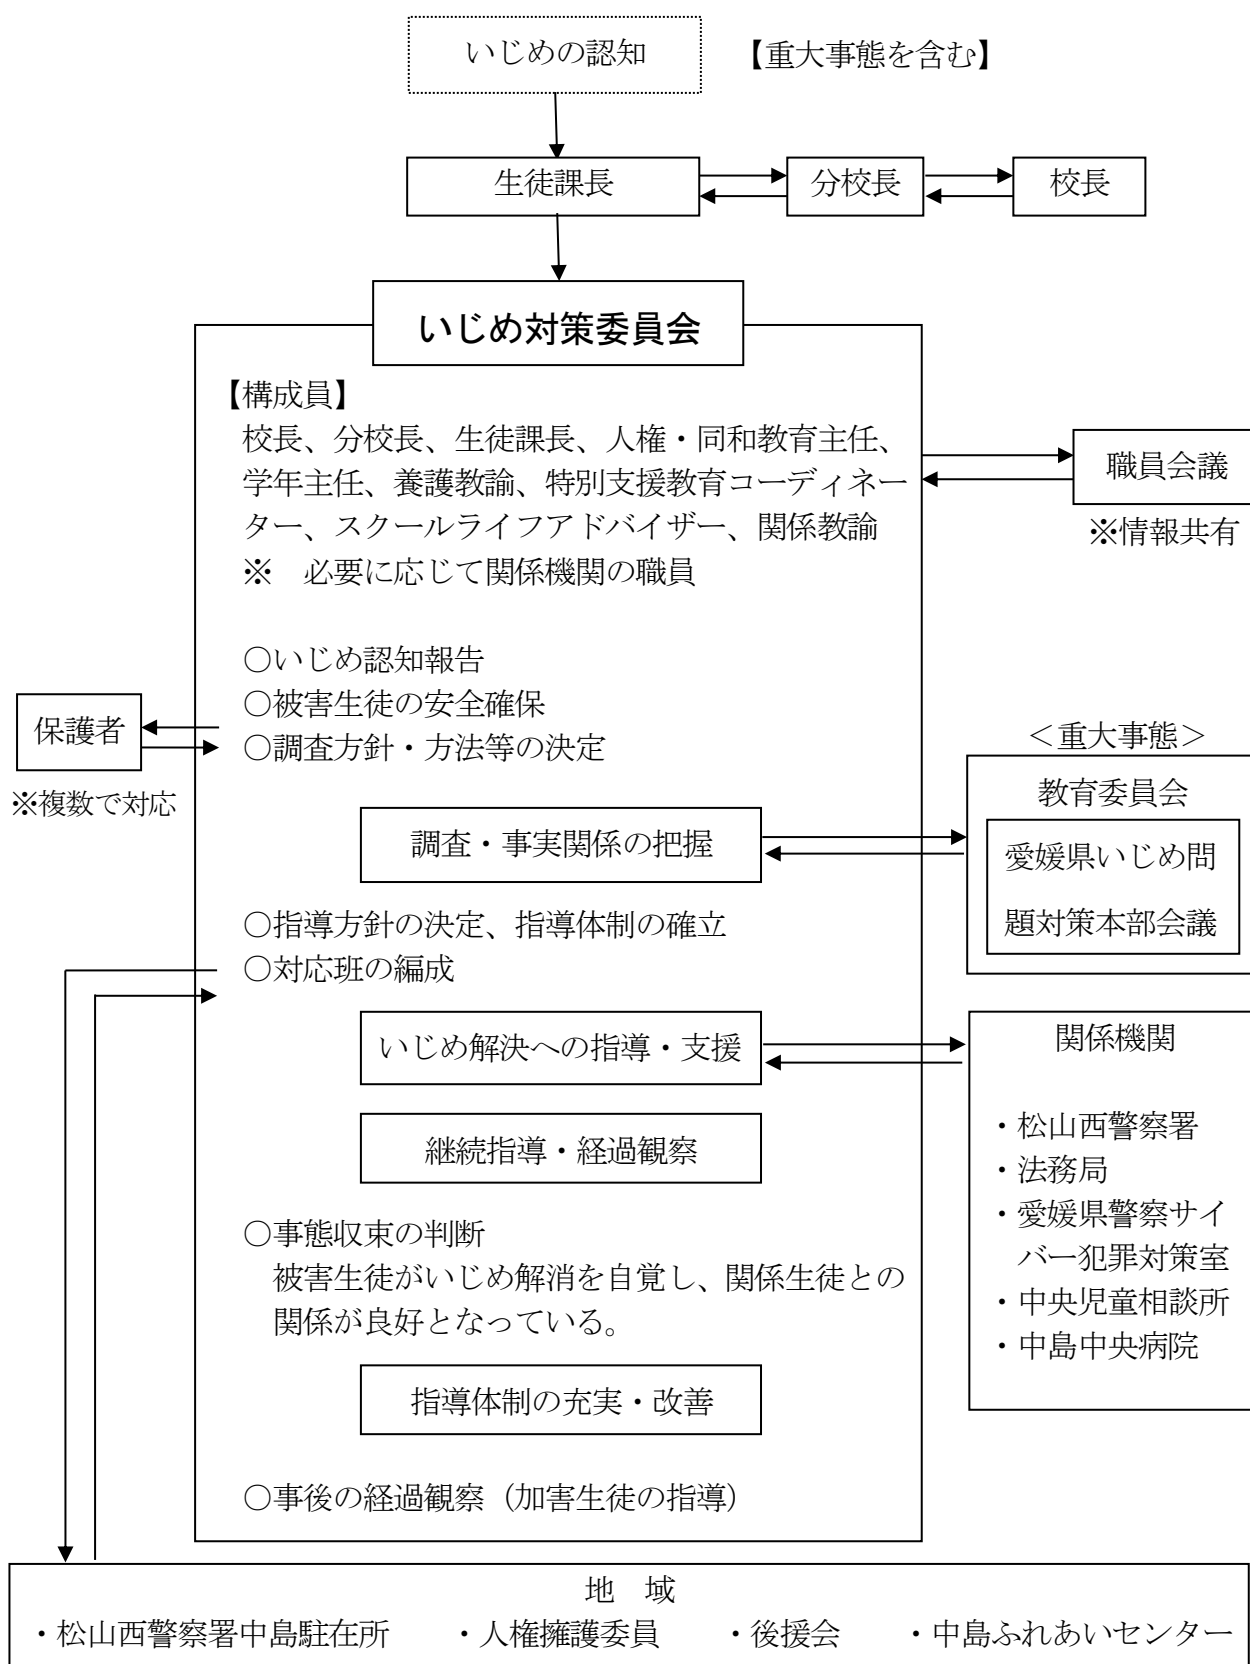 いじめの認知
【重大事態を含む】
生徒課長
分校長
校長
いじめ対策委員会
【構成員】
校長、分校長、生徒課長、人権・同和教育主任、
学年主任、養護教諭、特別支援教育コーディネー
ター、スクールライフアドバイザー、関係教諭
※　必要に応じて関係機関の職員
職員会議
※情報共有
○いじめ認知報告
○被害生徒の安全確保
○調査方針・方法等の決定
保護者
※複数で対応
＜重大事態＞
教育委員会
愛媛県いじめ問
題対策本部会議
調査・事実関係の把握
○指導方針の決定、指導体制の確立
○対応班の編成
いじめ解決への指導・支援
継続指導・経過観察
関係機関
・松山西警察署
・法務局
・愛媛県警察サイ
バー犯罪対策室
・中央児童相談所
・中島中央病院
○事態収束の判断
被害生徒がいじめ解消を自覚し、関係生徒との
関係が良好となっている。
指導体制の充実・改善
○事後の経過観察（加害生徒の指導）
地　域
・松山西警察署中島駐在所　・人権擁護委員　・後援会　・中島ふれあいセンター